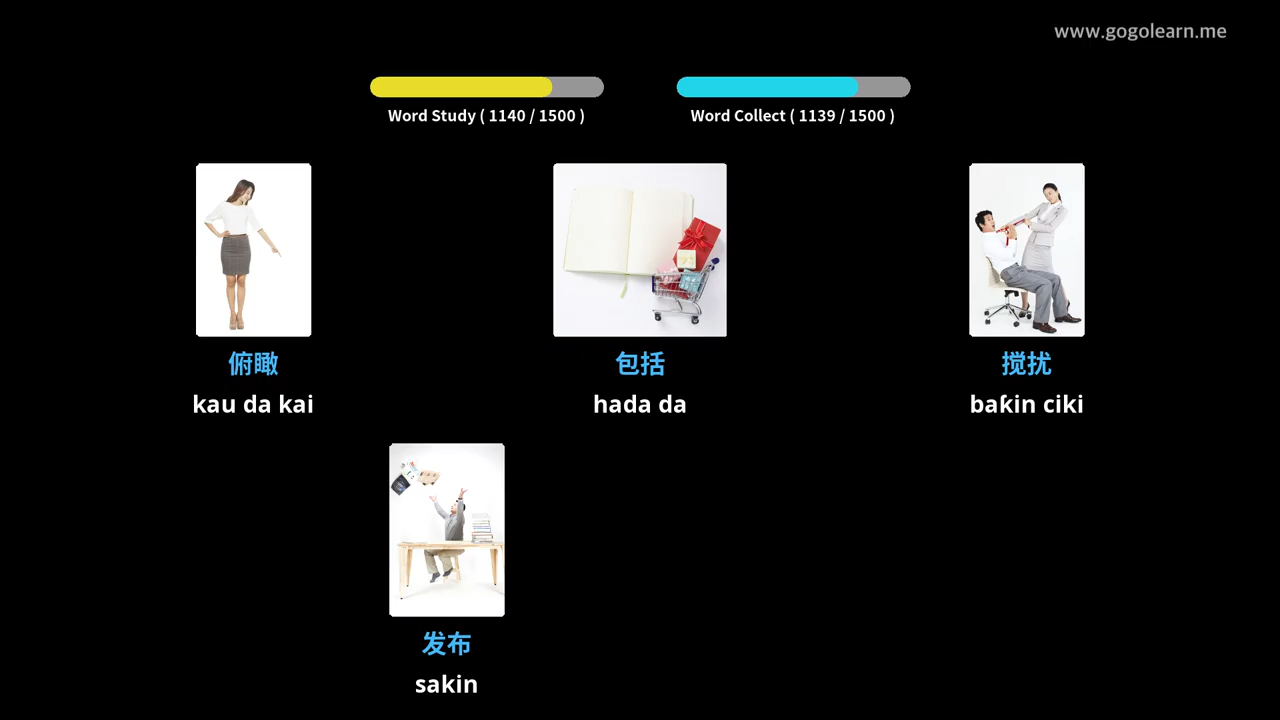 www.gogolearn.me
Word Study ( 1140 / 1500 )
Word Collect ( 1139 / 1500 )
俯瞰
kau da kai
包括
hada da
搅扰
baƙin ciki
发布
sakin